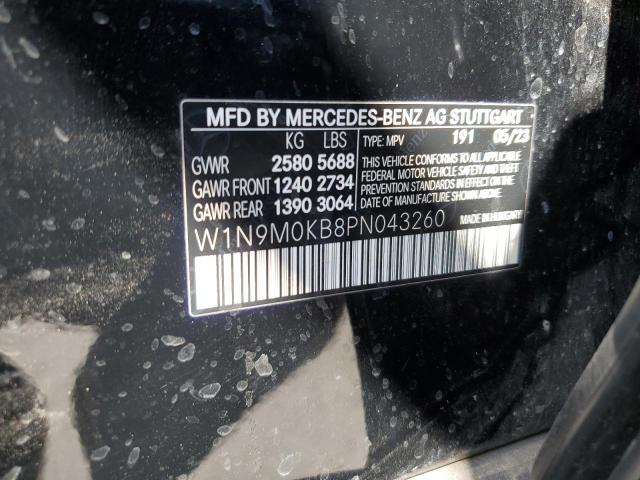 MFD BY MERCEDES-BENZ AG STUTTGART
KG LBS
TYPE: MPV 191 05/23
GVWR 2580 5688
GAWR FRONT 1240 2734
GAWR REAR 1390 3064
THIS VEHICLE CONFORMS TO ALL APPLICABLE
FEDERAL MOTOR VEHICLE SAFETY AND THEFT
PREVENTION STANDARDS IN EFFECT ON THE
DATE OF MANUFACTURE SHOWN ABOVE.
W1N9M0KB8PN043260
MADE IN HUNGARY